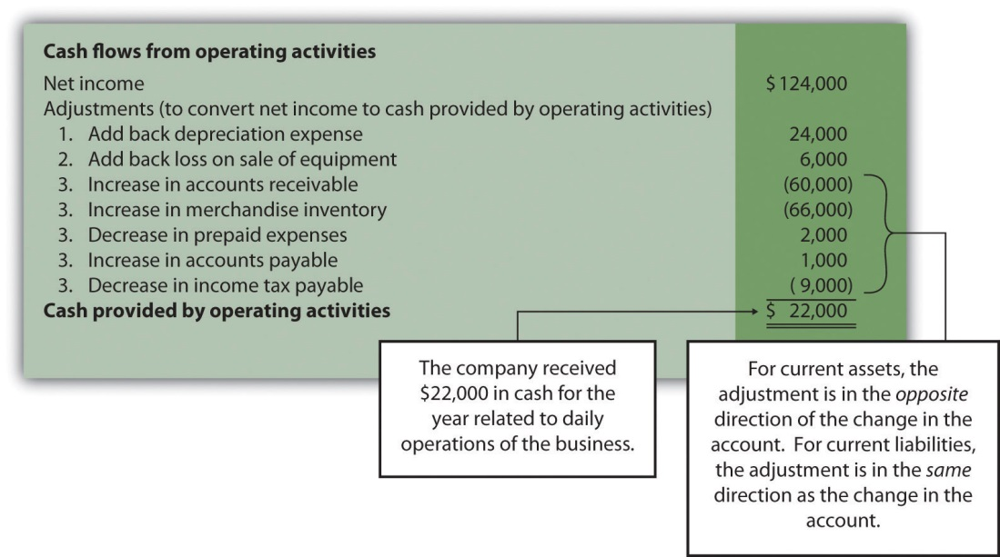 Cash flows from operating activities
Net income $ 124,000
Adjustments (to convert net income to cash provided by operating activities)
1. Add back depreciation expense 24,000
2. Add back loss on sale of equipment 6,000
3. Increase in accounts receivable (60,000)
3. Increase in merchandise inventory (66,000)
3. Decrease in prepaid expenses 2,000
3. Increase in accounts payable 1,000
3. Decrease in income tax payable ( 9,000)
Cash provided by operating activities $ 22,000
The company received
$22,000 in cash for the
year related to daily
operations of the business.
For current assets, the
adjustment is in the opposite
direction of the change in the
account. For current liabilities,
the adjustment is in the same
direction as the change in the
account.